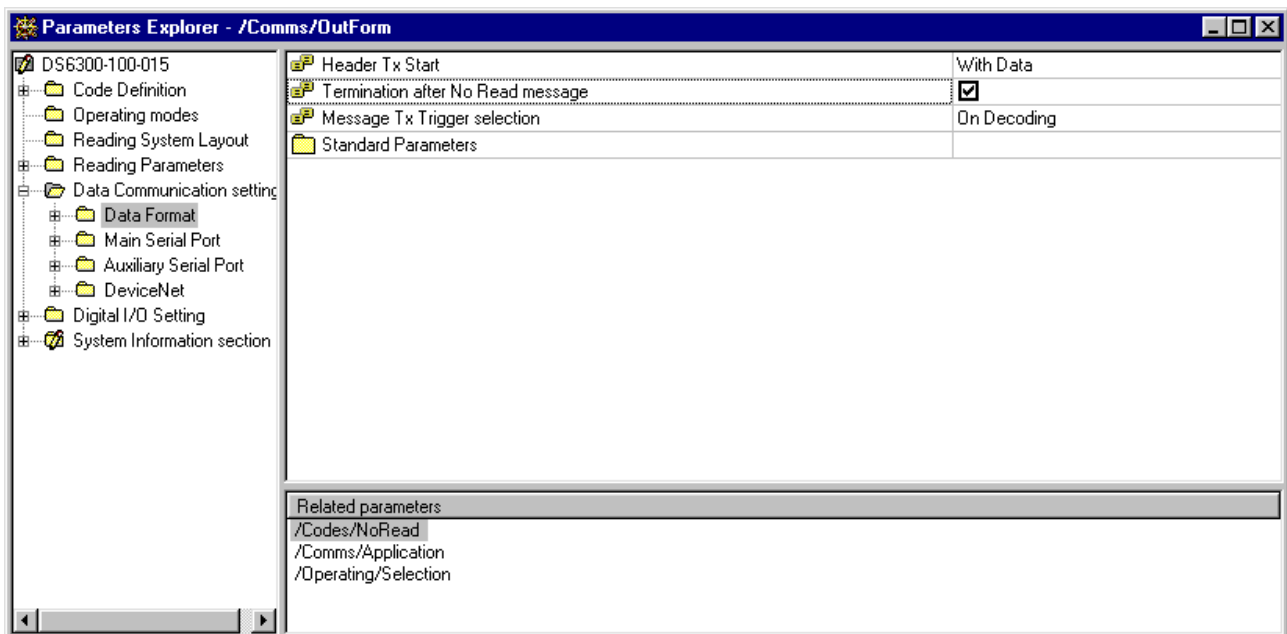 Parameters Explorer - /Comms/OutForm
DS6300-100-015
Code Definition
Operating modes
Reading System Layout
Reading Parameters
Data Communication setting
Data Format
Main Serial Port
Auxiliary Serial Port
DeviceNet
Digital I/O Setting
System Information section
Header Tx Start With Data
Termination after No Read message
Message Tx Trigger selection On Decoding
Standard Parameters
Related parameters
/Codes/NoRead
/Comms/Application
/Operating/Selection